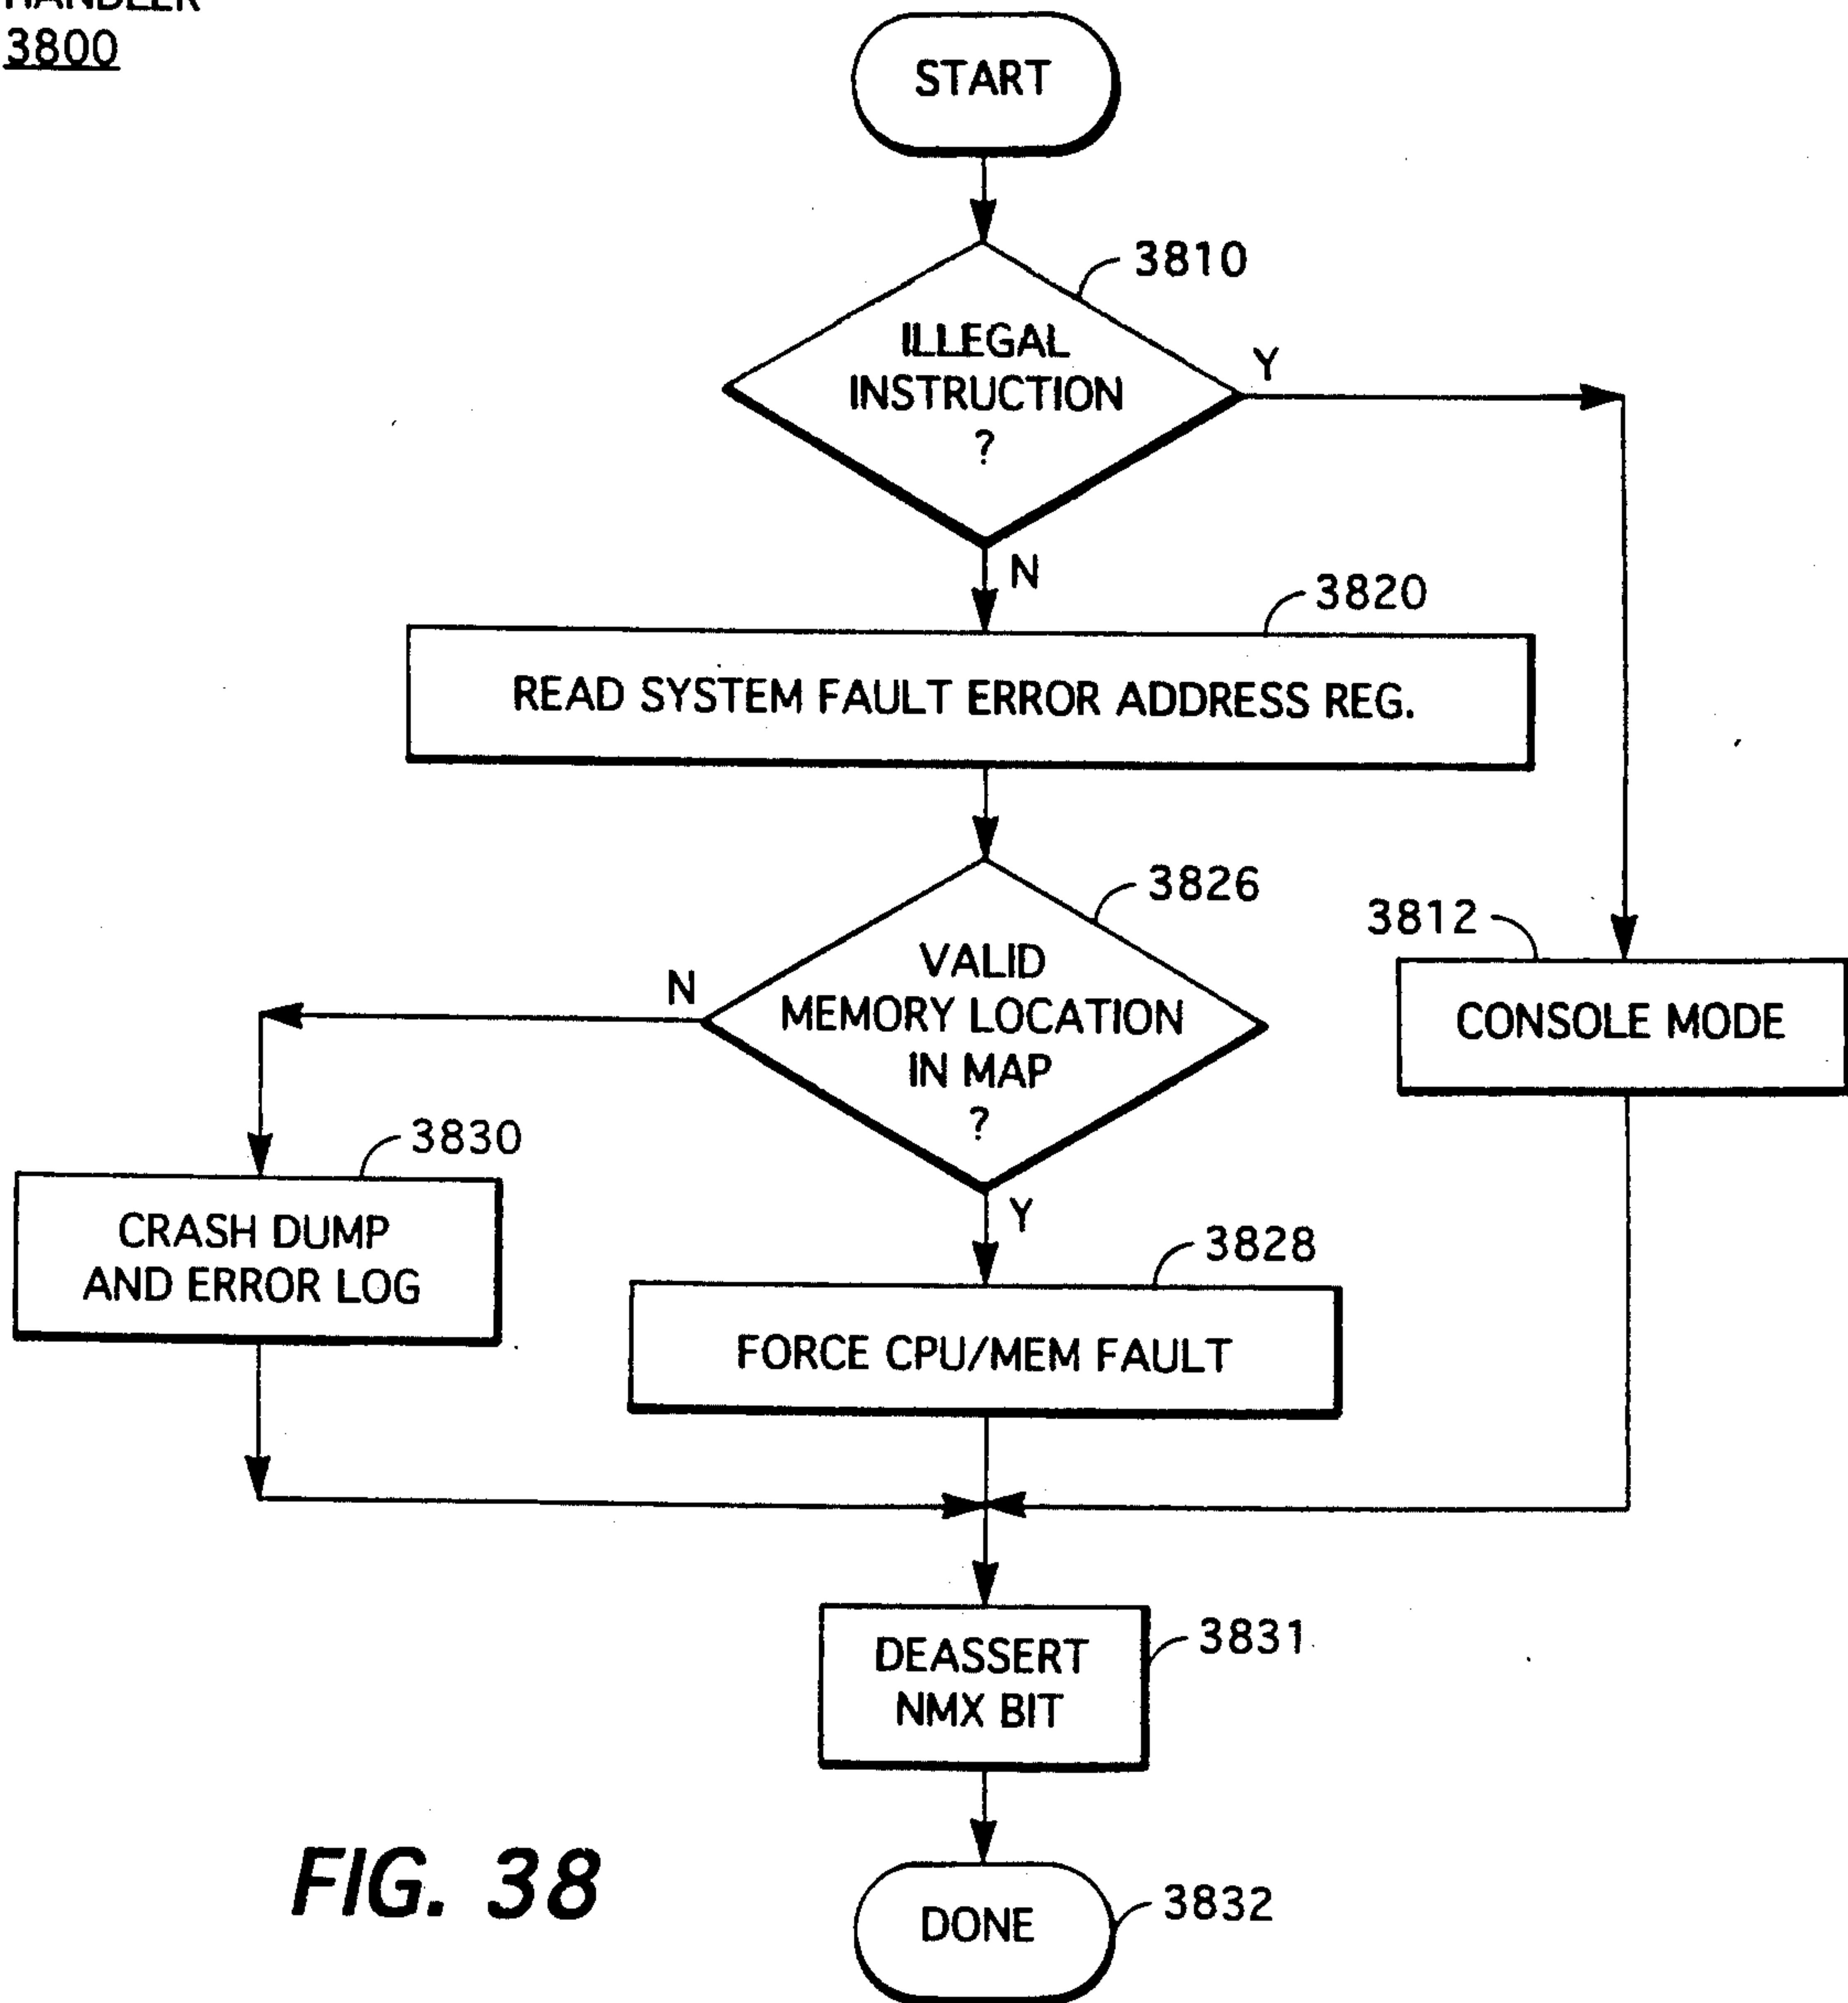 HANDLER
3800
START
3810
ILLEGAL
INSTRUCTION
?
Y
N
3820
READ SYSTEM FAULT ERROR ADDRESS REG.
3826
VALID
MEMORY LOCATION
IN MAP
?
N
Y
3812
CONSOLE MODE
3830
CRASH DUMP
AND ERROR LOG
3828
FORCE CPU/MEM FAULT
3831
DEASSERT
NMX BIT
3832
DONE
FIG. 38